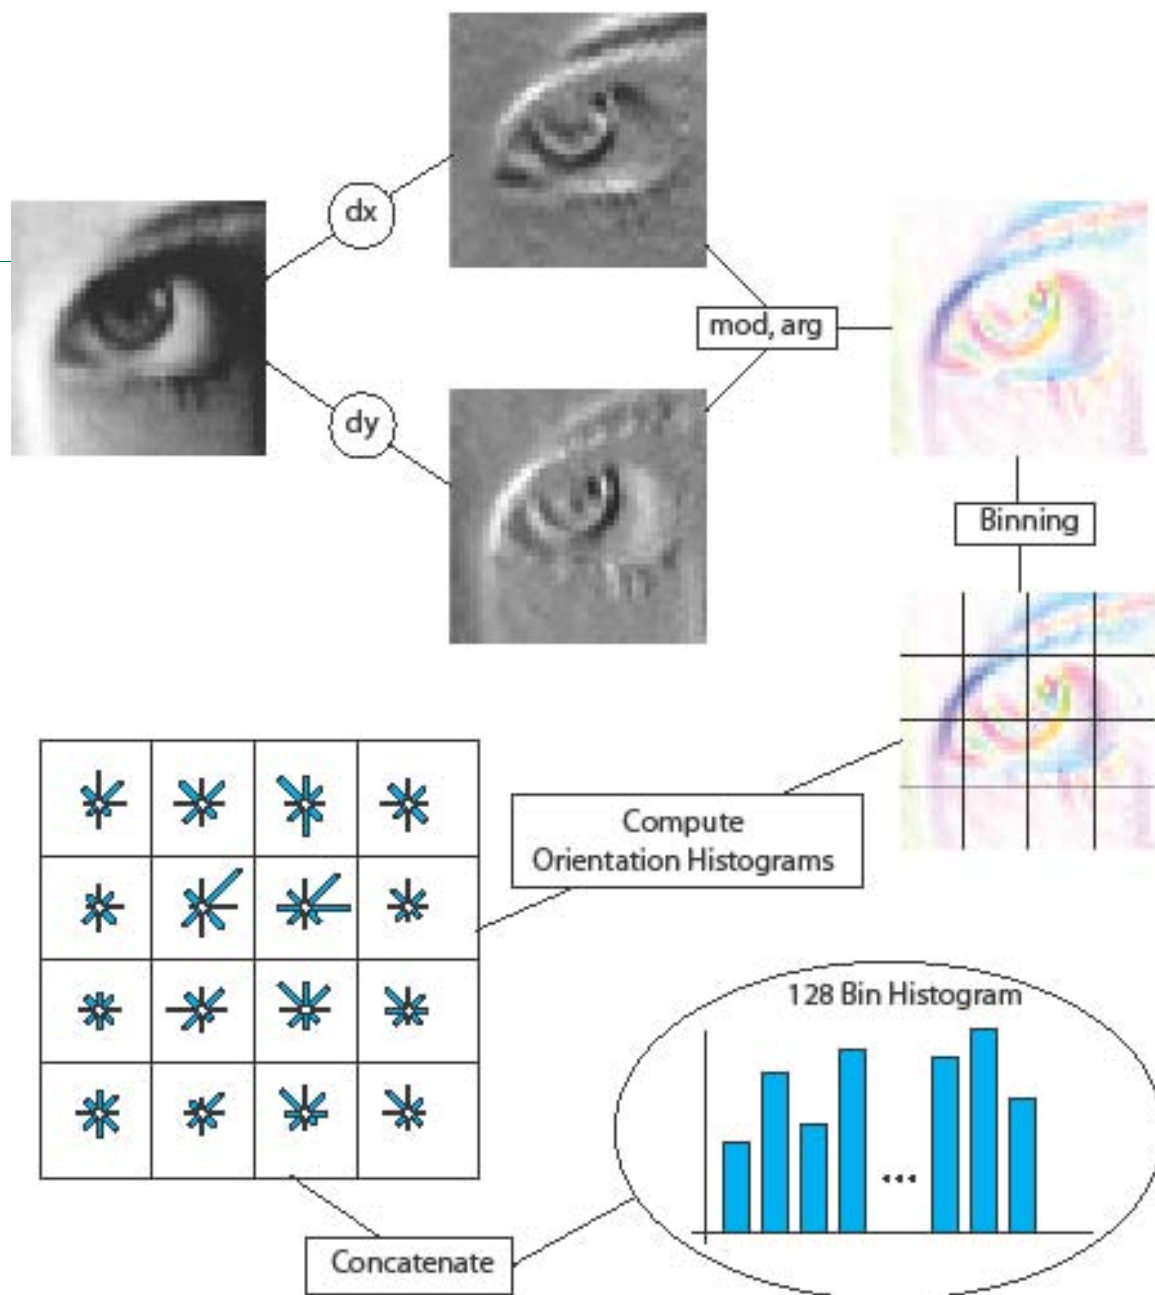 dx
mod, arg
dy
Binning
Compute
Orientation Histograms
128 Bin Histogram
...
Concatenate